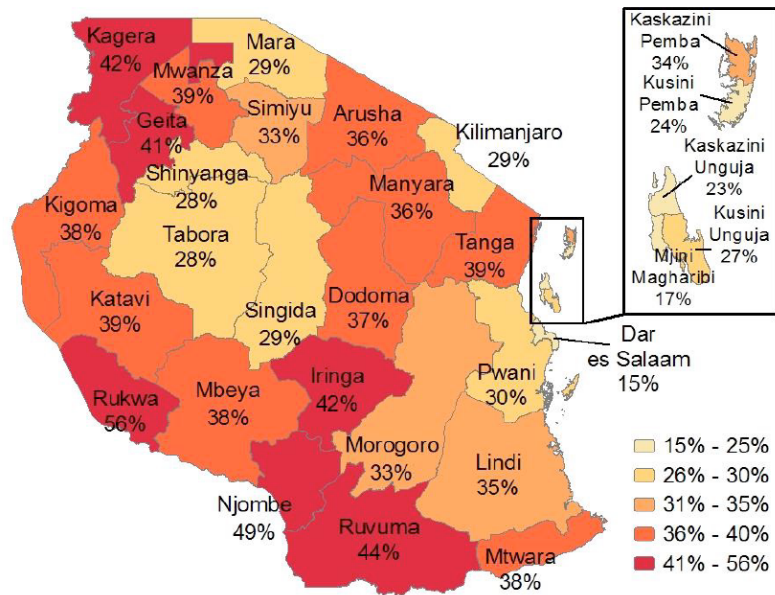 Kagera
42%
Mara
29%
Mwanza
39%
Simiyu
33%
Geita
41%
Arusha
36%
Kilimanjaro
29%
Shinyanga
28%
Manyara
36%
Kigoma
38%
Tabora
28%
Tanga
39%
Katavi
39%
Singida
29%
Dodoma
37%
Dar
es Salaam
15%
Rukwa
56%
Mbeya
38%
Iringa
42%
Pwani
30%
Morogoro
33%
Lindi
35%
Njombe
49%
Ruvuma
44%
Mtwara
38%
Kaskazini
Pemba
34%
Kusini
Pemba
24%
Kaskazini
Unguja
23%
Kusini
Unguja
27%
Mjini
Magharibi
17%
15% - 25%
26% - 30%
31% - 35%
36% - 40%
41% - 56%